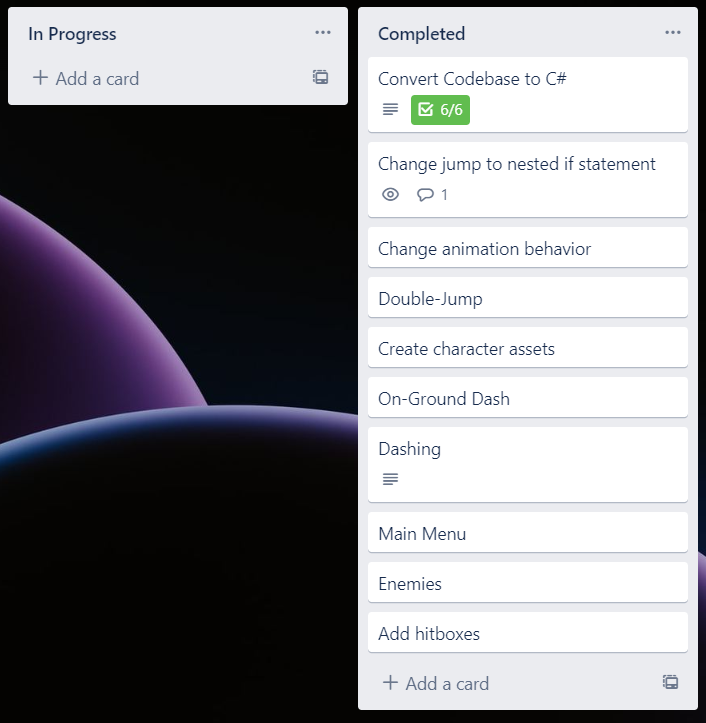 In Progress
Add a card
Completed
Convert Codebase to C#
6/6
Change jump to nested if statement
1
Change animation behavior
Double-Jump
Create character assets
On-Ground Dash
Dashing
Main Menu
Enemies
Add hitboxes
Add a card